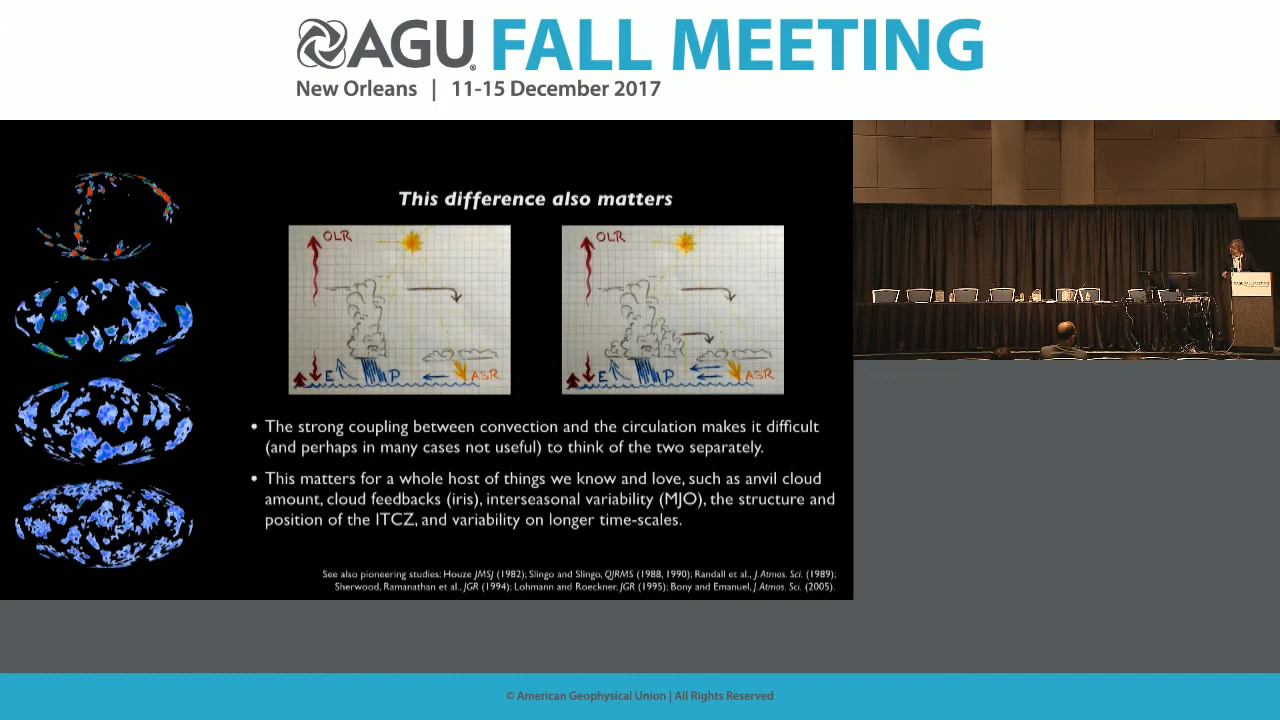 AGU FALL MEETING
New Orleans | 11-15 December 2017
This difference also matters
OLR
E
P
ASR
OLR
E
P
ASR
• The strong coupling between convection and the circulation makes it difficult
(and perhaps in many cases not useful) to think of the two separately.
• This matters for a whole host of things we know and love, such as anvil cloud
amount, cloud feedbacks (iris), interseasonal variability (MJO), the structure and
position of the ITCZ, and variability on longer time-scales.
See also pioneering studies: Houze JMSJ (1982); Slingo and Slingo, QJRMS (1988, 1990); Randall et al., J. Atmos. Sci. (1989);
Sherwood, Ramanathan et al., JGR (1994); Lohmann and Roeckner, JGR (1995); Bony and Emanuel, J. Atmos. Sci. (2005).
AGU FALL MEETING
© American Geophysical Union | All Rights Reserved